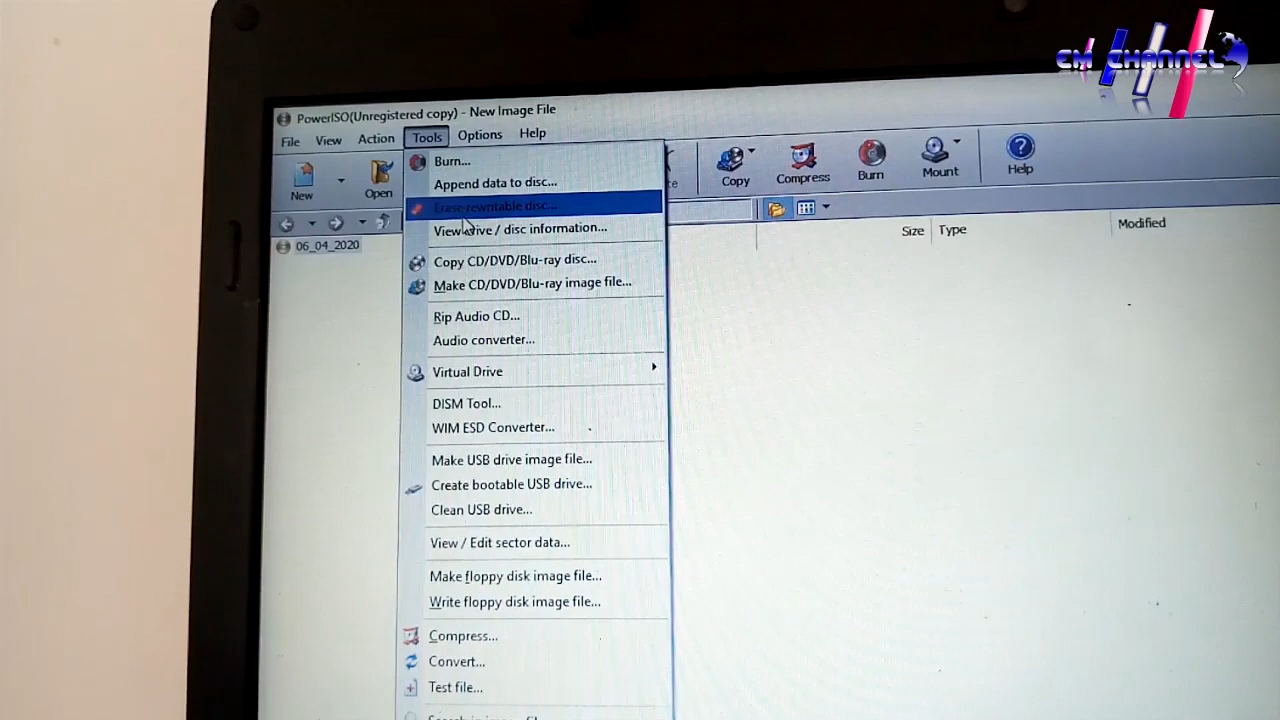 EM CHANNEL
PowerISO(Unregistered copy) - New Image File
File View Action Tools Options Help
New Open Copy Compress Burn Mount Help
Burn...
Append data to disc...
Erase rewritable disc...
View drive / disc information...
Copy CD/DVD/Blu-ray disc...
Make CD/DVD/Blu-ray image file...
Rip Audio CD...
Audio converter...
Virtual Drive
DISM Tool...
WIM ESD Converter...
Make USB drive image file...
Create bootable USB drive...
Clean USB drive...
View / Edit sector data...
Make floppy disk image file...
Write floppy disk image file...
Compress...
Convert...
Test file...
06_04_2020
Size Type Modified